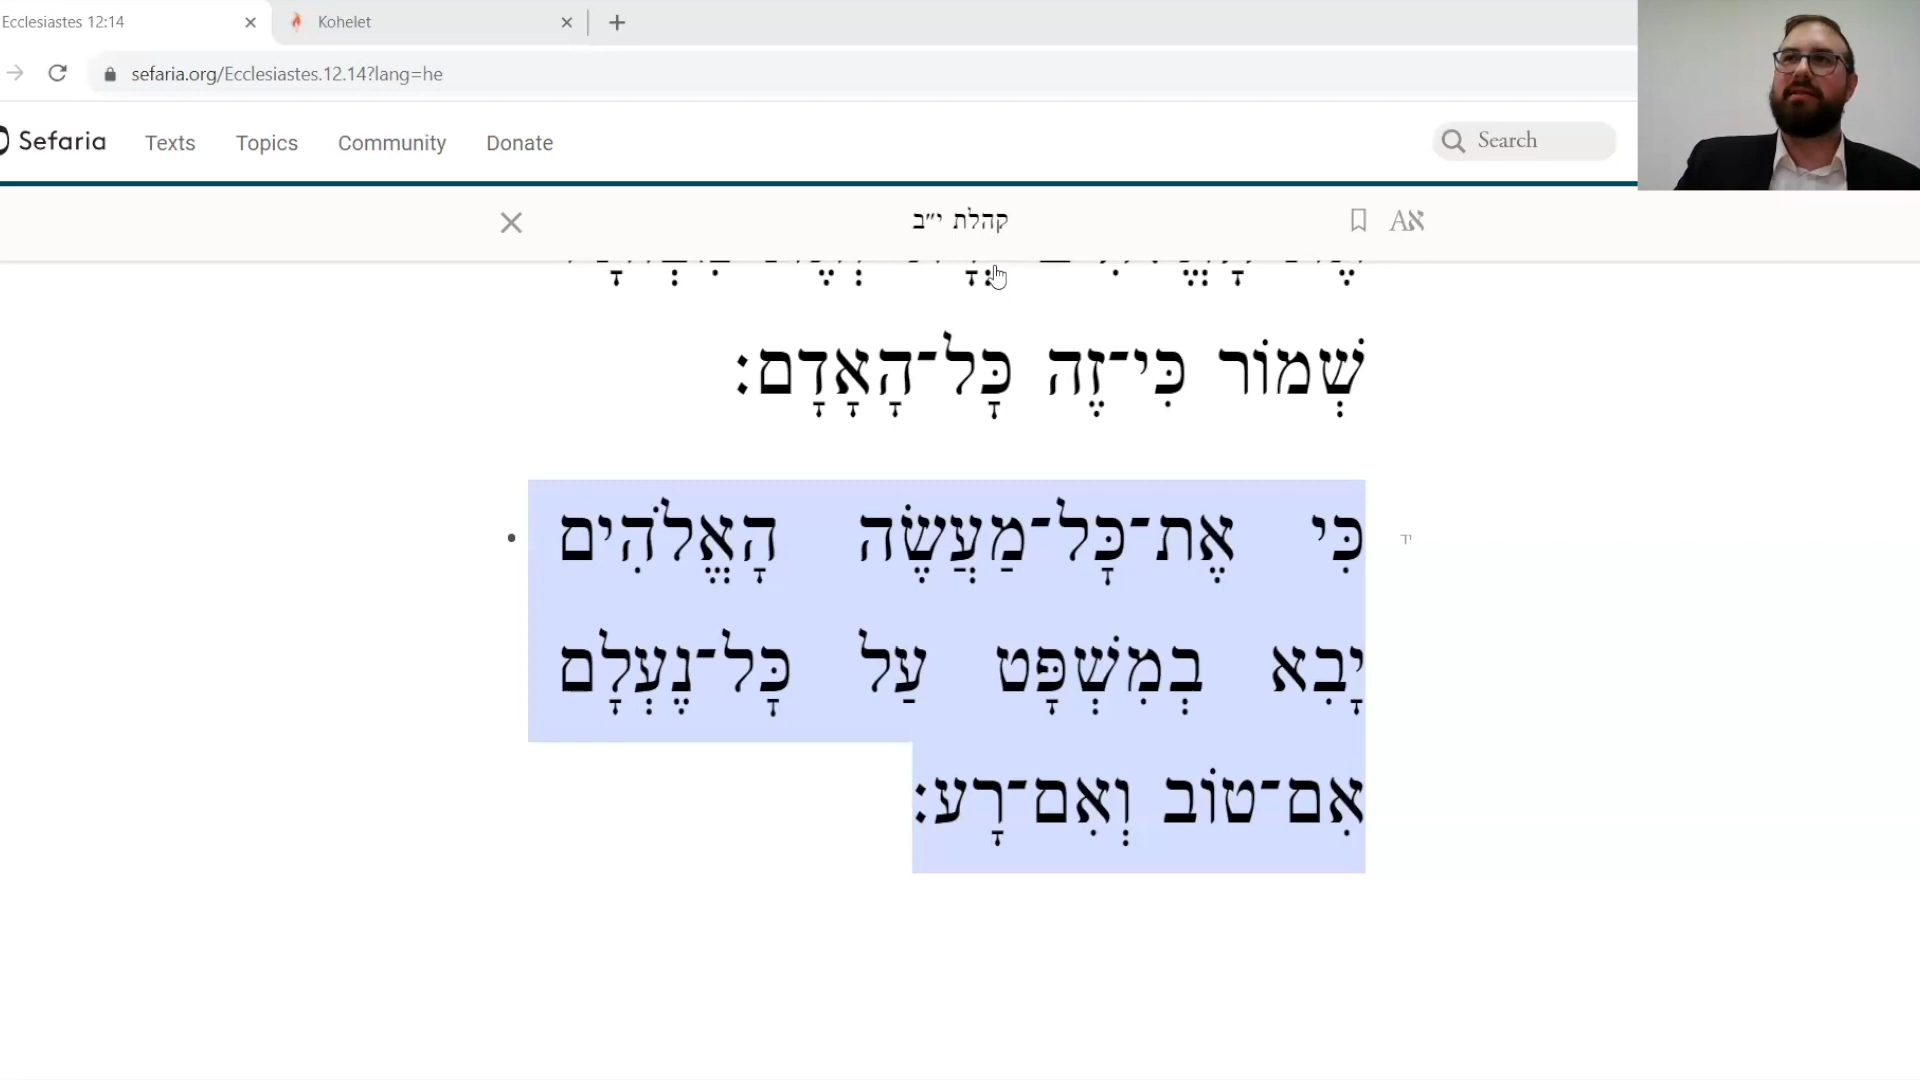 Ecclesiastes 12:14
Kohelet
sefaria.org/Ecclesiastes.12.14?lang=he
Sefaria Texts Topics Community Donate Search
קהלת י״ב
שְׁמוֹר כִּי־זֶה כׇּל־הָאָדָם׃
כִּי אֶת־כׇּל־מַעֲשֶׂה הָאֱלֹהִים
יד
יָבִא בְמִשְׁפָּט עַל כׇּל־נֶעְלָם
אִם־טוֹב וְאִם־רָע׃